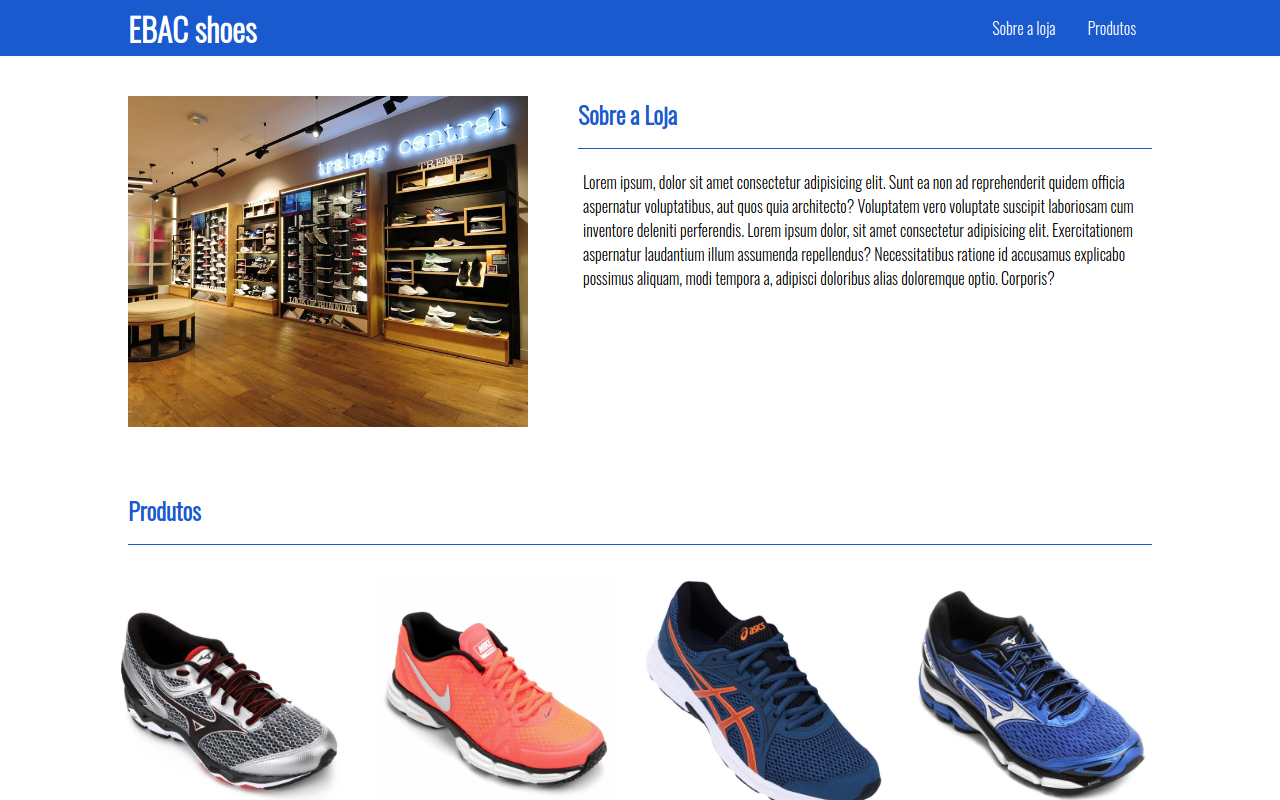 EBAC shoes
Sobre a loja
Produtos
trainer central
TREND
Sobre a Loja
Lorem ipsum, dolor sit amet consectetur adipisicing elit. Sunt ea non ad reprehenderit quidem officia
aspernatur voluptatibus, aut quos quia architecto? Voluptatem vero voluptate suscipit laboriosam cum
inventore deleniti perferendis. Lorem ipsum dolor, sit amet consectetur adipisicing elit. Exercitationem
aspernatur laudantium illum assumenda repellendus? Necessitatibus ratione id accusamus explicabo
possimus aliquam, modi tempora a, adipisci doloribus alias doloremque optio. Corporis?
Produtos
NIKE
asics